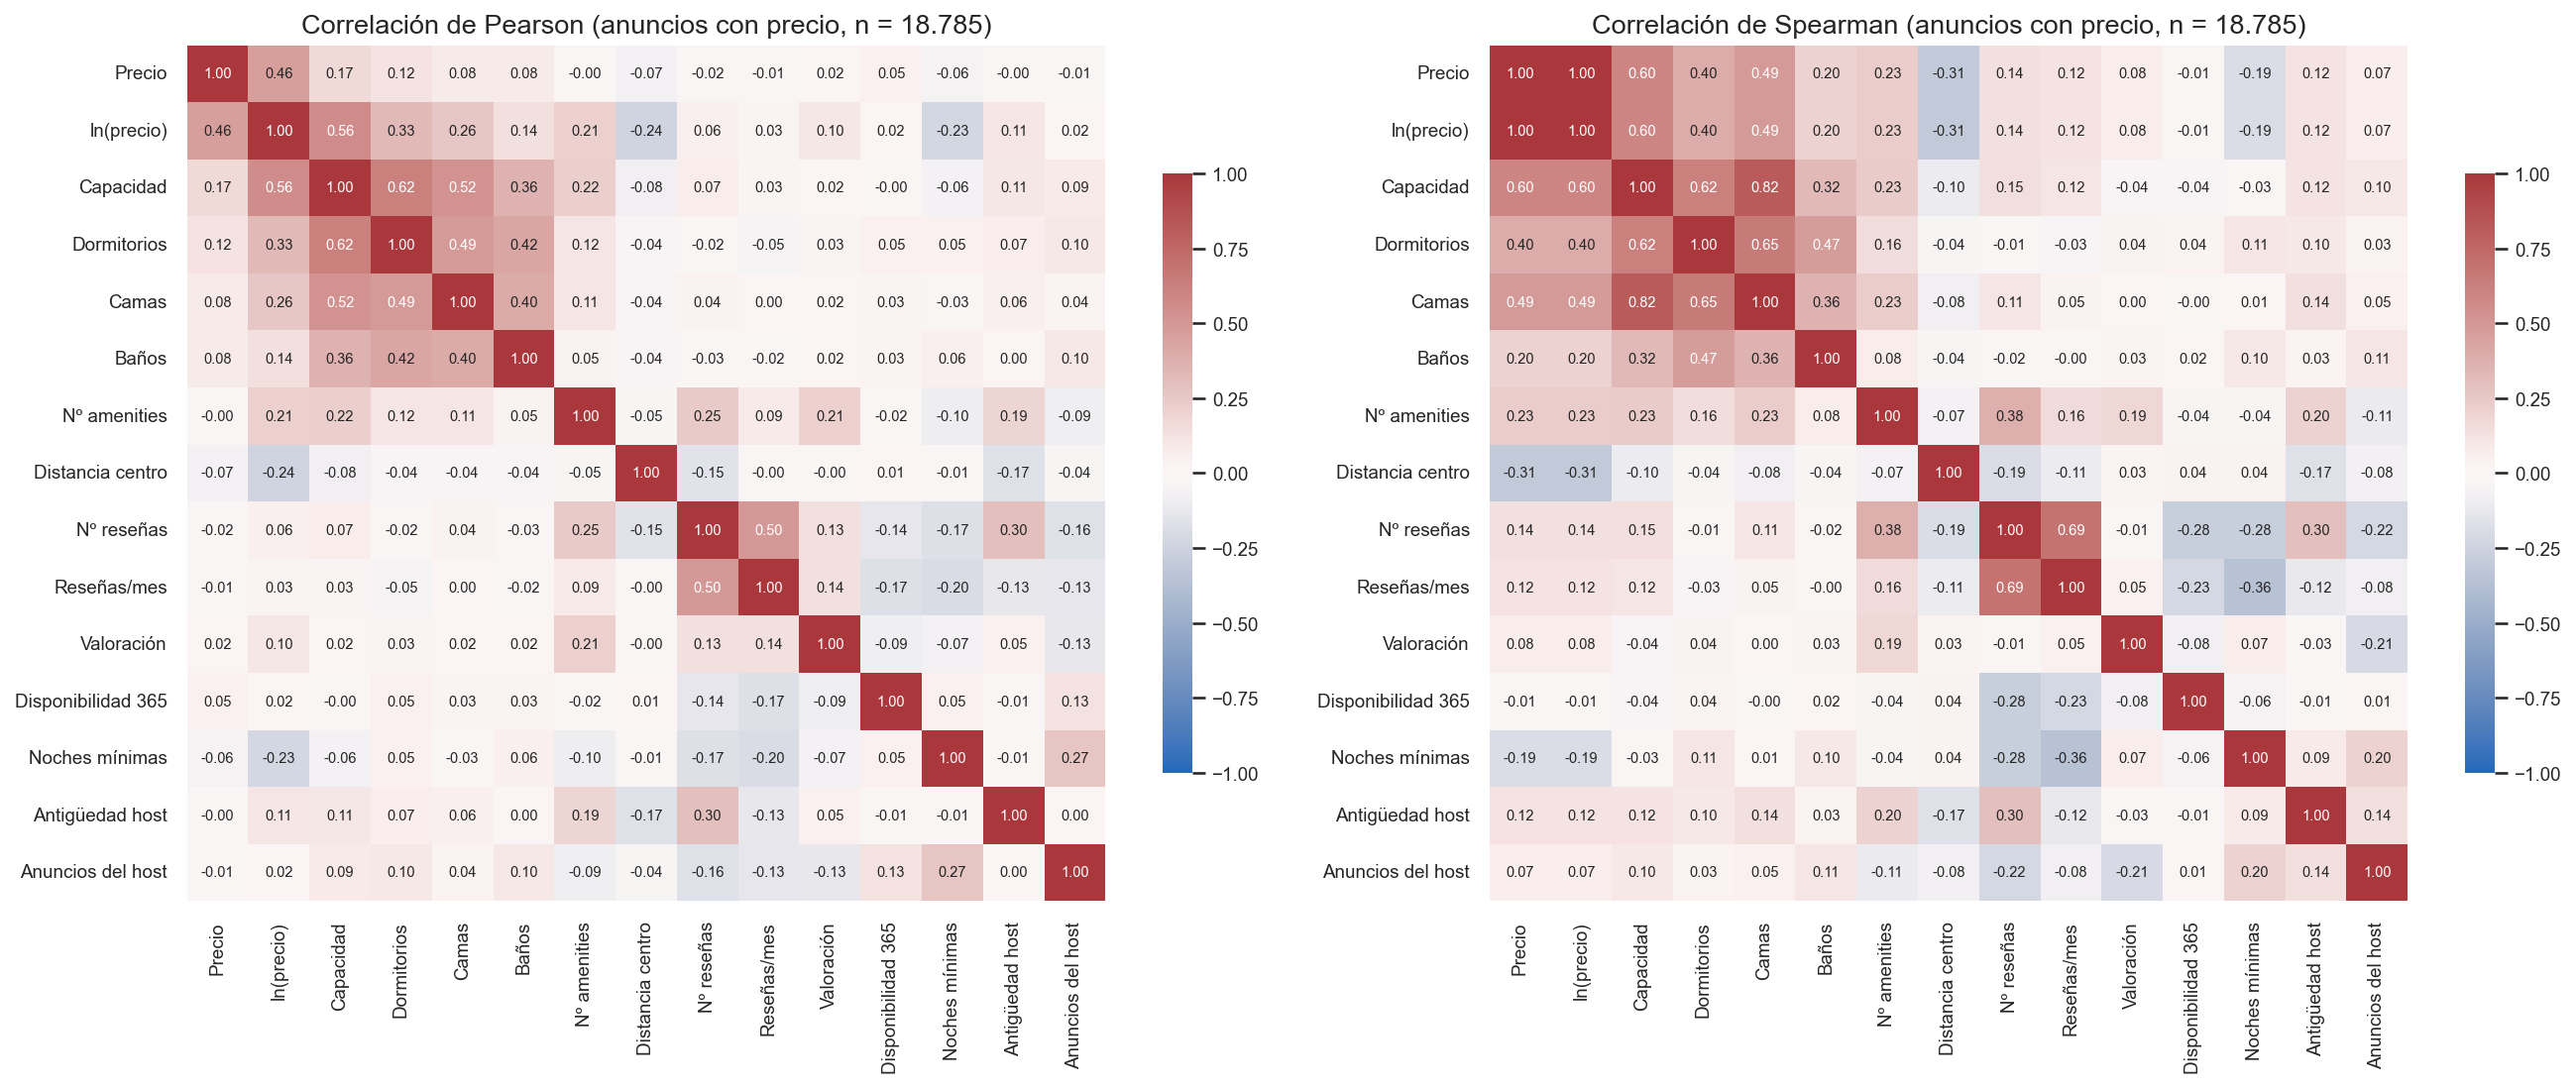 Correlación de Pearson (anuncios con precio, n = 18.785)
Precio 1.00 0.46 0.17 0.12 0.08 0.08 -0.00 -0.07 -0.02 -0.01 0.02 0.05 -0.06 -0.00 -0.01
ln(precio) 0.46 1.00 0.56 0.33 0.26 0.14 0.21 -0.24 0.06 0.03 0.10 0.02 -0.23 0.11 0.02
Capacidad 0.17 0.56 1.00 0.62 0.52 0.36 0.22 -0.08 0.07 0.03 0.02 -0.00 -0.06 0.11 0.09
Dormitorios 0.12 0.33 0.62 1.00 0.49 0.42 0.12 -0.04 -0.02 -0.05 0.03 0.05 0.05 0.07 0.10
Camas 0.08 0.26 0.52 0.49 1.00 0.40 0.11 -0.04 0.04 0.00 0.02 0.03 -0.03 0.06 0.04
Baños 0.08 0.14 0.36 0.42 0.40 1.00 0.05 -0.04 -0.03 -0.02 0.02 0.03 0.06 0.00 0.10
Nº amenities -0.00 0.21 0.22 0.12 0.11 0.05 1.00 -0.05 0.25 0.09 0.21 -0.02 -0.10 0.19 -0.09
Distancia centro -0.07 -0.24 -0.08 -0.04 -0.04 -0.04 -0.05 1.00 -0.15 -0.00 -0.00 0.01 -0.01 -0.17 -0.04
Nº reseñas -0.02 0.06 0.07 -0.02 0.04 -0.03 0.25 -0.15 1.00 0.50 0.13 -0.14 -0.17 0.30 -0.16
Reseñas/mes -0.01 0.03 0.03 -0.05 0.00 -0.02 0.09 -0.00 0.50 1.00 0.14 -0.17 -0.20 -0.13 -0.13
Valoración 0.02 0.10 0.02 0.03 0.02 0.02 0.21 -0.00 0.13 0.14 1.00 -0.09 -0.07 0.05 -0.13
Disponibilidad 365 0.05 0.02 -0.00 0.05 0.03 0.03 -0.02 0.01 -0.14 -0.17 -0.09 1.00 0.05 -0.01 0.13
Noches mínimas -0.06 -0.23 -0.06 0.05 -0.03 0.06 -0.10 -0.01 -0.17 -0.20 -0.07 0.05 1.00 -0.01 0.27
Antigüedad host -0.00 0.11 0.11 0.07 0.06 0.00 0.19 -0.17 0.30 -0.13 0.05 -0.01 -0.01 1.00 0.00
Anuncios del host -0.01 0.02 0.09 0.10 0.04 0.10 -0.09 -0.04 -0.16 -0.13 -0.13 0.13 0.27 0.00 1.00
Precio
ln(precio)
Capacidad
Dormitorios
Camas
Baños
Nº amenities
Distancia centro
Nº reseñas
Reseñas/mes
Valoración
Disponibilidad 365
Noches mínimas
Antigüedad host
Anuncios del host
1.00
0.75
0.50
0.25
0.00
−0.25
−0.50
−0.75
−1.00
Correlación de Spearman (anuncios con precio, n = 18.785)
Precio 1.00 1.00 0.60 0.40 0.49 0.20 0.23 -0.31 0.14 0.12 0.08 -0.01 -0.19 0.12 0.07
ln(precio) 1.00 1.00 0.60 0.40 0.49 0.20 0.23 -0.31 0.14 0.12 0.08 -0.01 -0.19 0.12 0.07
Capacidad 0.60 0.60 1.00 0.62 0.82 0.32 0.23 -0.10 0.15 0.12 -0.04 -0.04 -0.03 0.12 0.10
Dormitorios 0.40 0.40 0.62 1.00 0.65 0.47 0.16 -0.04 -0.01 -0.03 0.04 0.04 0.11 0.10 0.03
Camas 0.49 0.49 0.82 0.65 1.00 0.36 0.23 -0.08 0.11 0.05 0.00 -0.00 0.01 0.14 0.05
Baños 0.20 0.20 0.32 0.47 0.36 1.00 0.08 -0.04 -0.02 -0.00 0.03 0.02 0.10 0.03 0.11
Nº amenities 0.23 0.23 0.23 0.16 0.23 0.08 1.00 -0.07 0.38 0.16 0.19 -0.04 -0.04 0.20 -0.11
Distancia centro -0.31 -0.31 -0.10 -0.04 -0.08 -0.04 -0.07 1.00 -0.19 -0.11 0.03 0.04 0.04 -0.17 -0.08
Nº reseñas 0.14 0.14 0.15 -0.01 0.11 -0.02 0.38 -0.19 1.00 0.69 -0.01 -0.28 -0.28 0.30 -0.22
Reseñas/mes 0.12 0.12 0.12 -0.03 0.05 -0.00 0.16 -0.11 0.69 1.00 0.05 -0.23 -0.36 -0.12 -0.08
Valoración 0.08 0.08 -0.04 0.04 0.00 0.03 0.19 0.03 -0.01 0.05 1.00 -0.08 0.07 -0.03 -0.21
Disponibilidad 365 -0.01 -0.01 -0.04 0.04 -0.00 0.02 -0.04 0.04 -0.28 -0.23 -0.08 1.00 -0.06 -0.01 0.01
Noches mínimas -0.19 -0.19 -0.03 0.11 0.01 0.10 -0.04 0.04 -0.28 -0.36 0.07 -0.06 1.00 0.09 0.20
Antigüedad host 0.12 0.12 0.12 0.10 0.14 0.03 0.20 -0.17 0.30 -0.12 -0.03 -0.01 0.09 1.00 0.14
Anuncios del host 0.07 0.07 0.10 0.03 0.05 0.11 -0.11 -0.08 -0.22 -0.08 -0.21 0.01 0.20 0.14 1.00
Precio
ln(precio)
Capacidad
Dormitorios
Camas
Baños
Nº amenities
Distancia centro
Nº reseñas
Reseñas/mes
Valoración
Disponibilidad 365
Noches mínimas
Antigüedad host
Anuncios del host
1.00
0.75
0.50
0.25
0.00
−0.25
−0.50
−0.75
−1.00